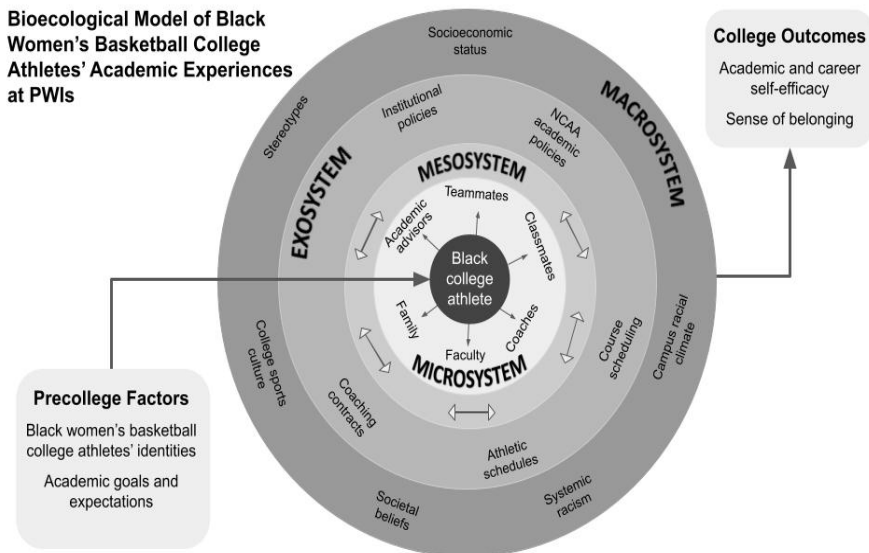 Bioecological Model of Black
Women's Basketball College
Athletes' Academic Experiences
at PWIs
Socioeconomic
status
Stereotypes
MACROSYSTEM
Institutional
policies
NCAA
academic
policies
EXOSYSTEM
MESOSYSTEM
Teammates
Academic
advisors
Classmates
Black
college
athlete
Family
Coaches
Faculty
MICROSYSTEM
College sports
culture
Coaching
contracts
Course
scheduling
Campus racial
climate
Athletic
schedules
Societal
beliefs
Systemic
racism
Precollege Factors
Black women's basketball
college athletes' identities
Academic goals and
expectations
College Outcomes
Academic and career
self-efficacy
Sense of belonging